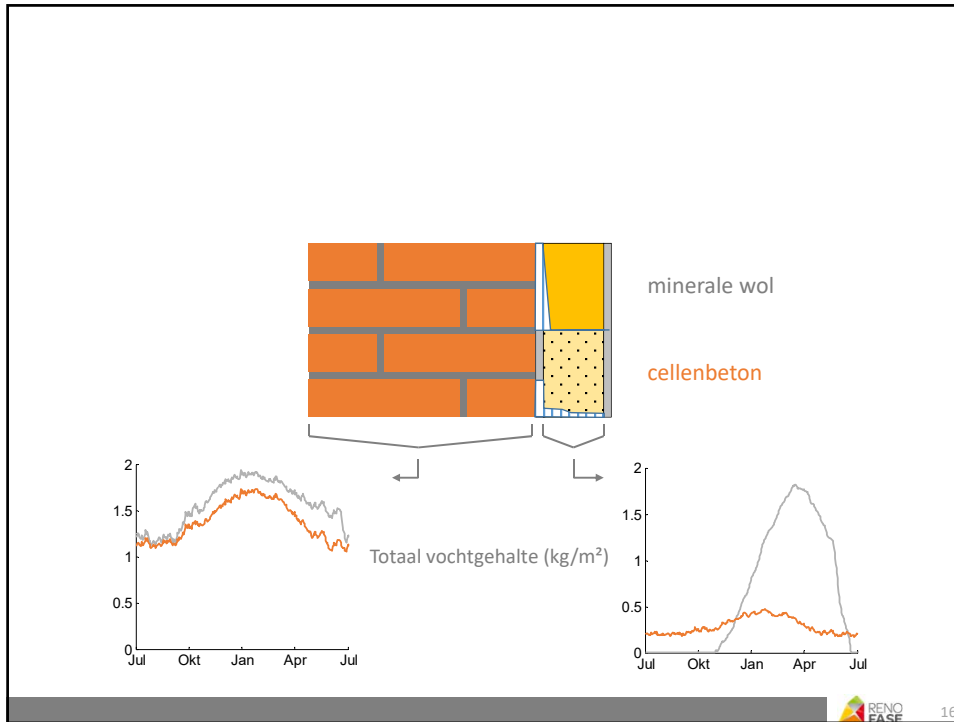 minerale wol
cellenbeton
Totaal vochtgehalte (kg/m²)
2
1.5
1
0.5
0
Jul Okt Jan Apr Jul
2
1.5
1
0.5
0
Jul Okt Jan Apr Jul
RENO
FASE
16